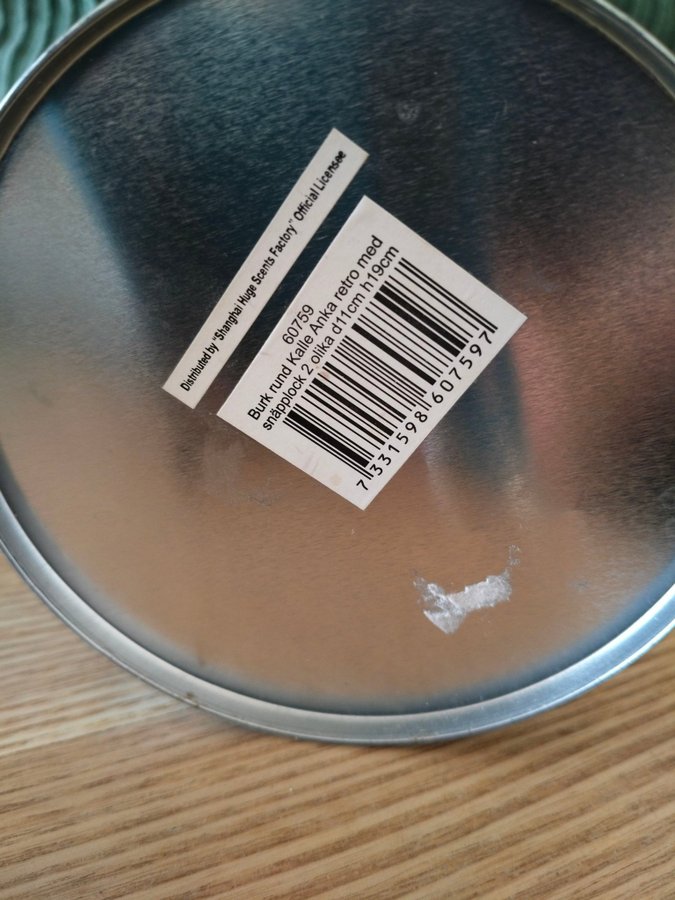 Distributed by "Shanghai Huge Scents Factory" Official Licensee
60759
Burk rund Kalle Anka retro med
snäpplock 2 olika d11cm h19cm
7 331598 607597